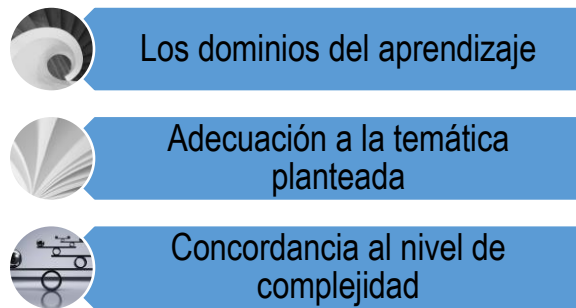 Los dominios del aprendizaje
Adecuación a la temática
planteada
Concordancia al nivel de
complejidad